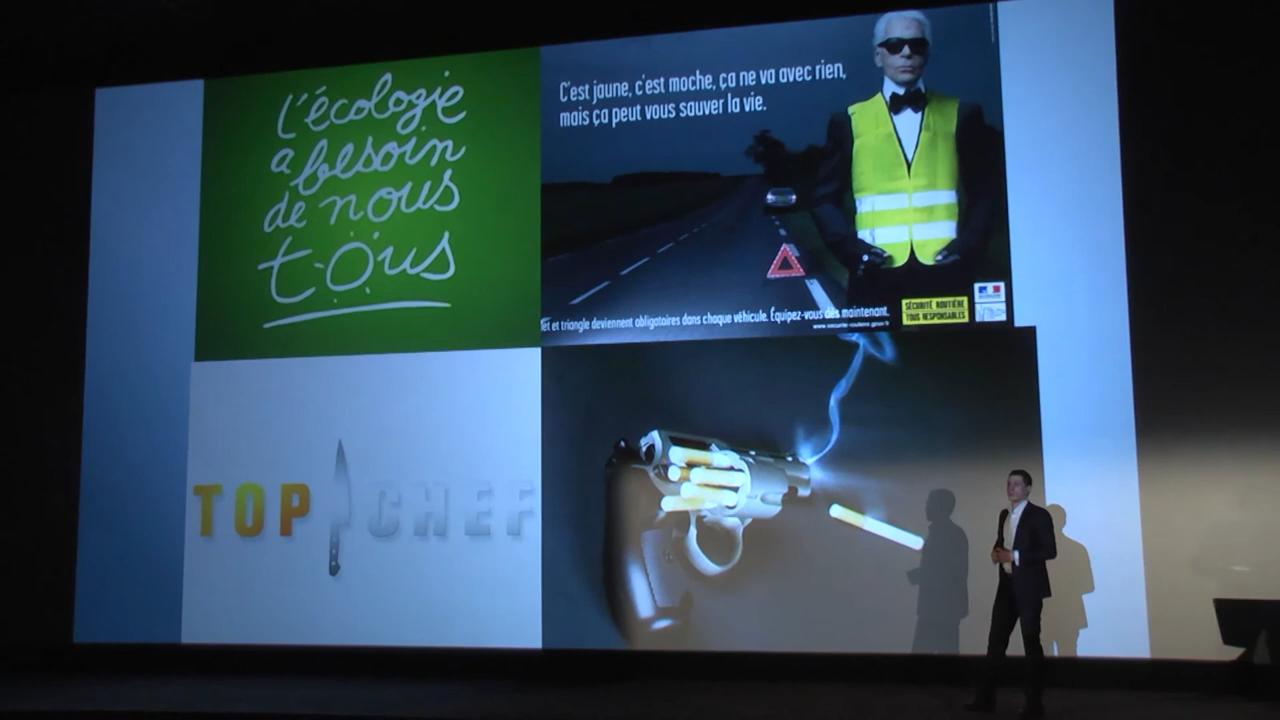 L'écologie
a besoin
de nous
tous
C'est jaune, c'est moche, ça ne va avec rien,
mais ça peut vous sauver la vie.
et triangle deviennent obligatoires dans chaque véhicule. Équipez-vous dès maintenant.
SÉCURITÉ ROUTIÈRE
TOUS RESPONSABLES
TOP CHEF